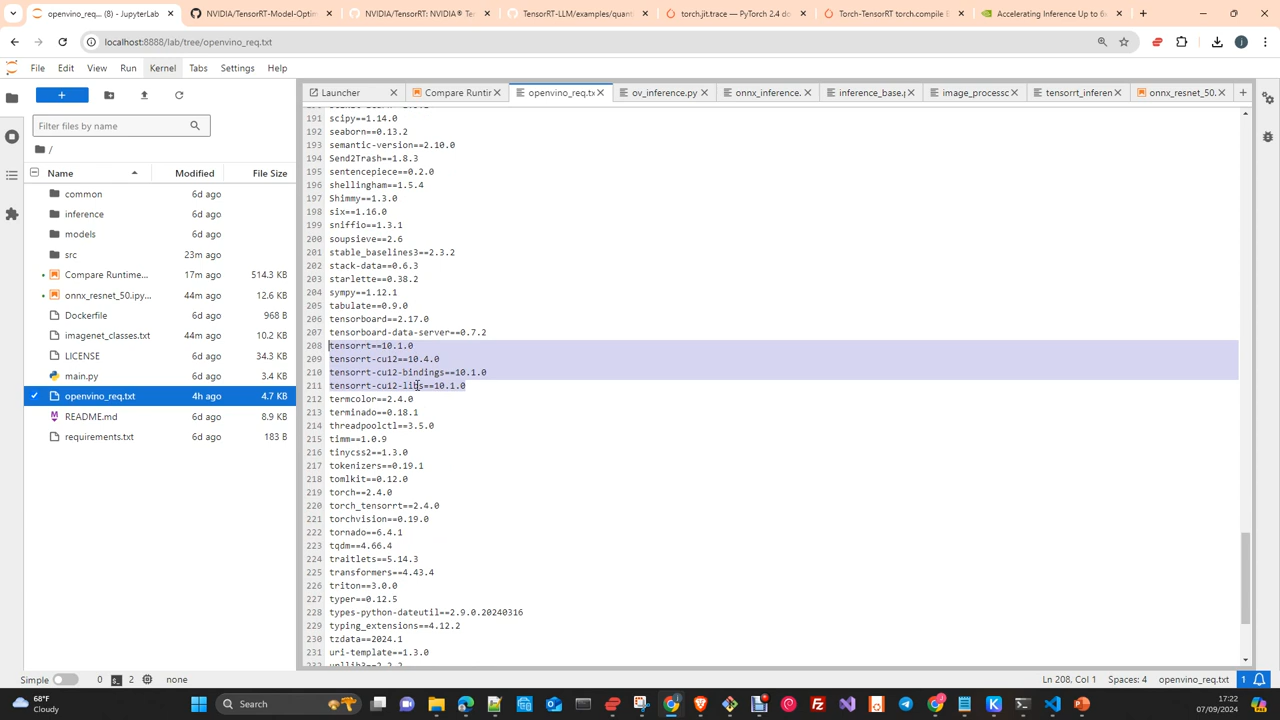 openvino_req... (8) - JupyterLab
NVIDIA/TensorRT-Model-Optim
NVIDIA/TensorRT: NVIDIA® T
TensorRT-LLM/examples/quan
torch.jit.trace — PyTorch 2.4 do
Torch-TensorRT torch.compile B
Accelerating Inference Up to 6x
localhost:8888/lab/tree/openvino_req.txt
File Edit View Run Kernel Tabs Settings Help
Launcher
Compare Runtir
openvino_req.tx
ov_inference.py
onnx_inference.
inference_base.p
image_processc
tensorrt_inferen
onnx_resnet_50.
Filter files by name
/
Name Modified File Size
common 6d ago
inference 6d ago
models 6d ago
src 23m ago
Compare Runtime... 17m ago 514.3 KB
onnx_resnet_50.ipy... 44m ago 12.6 KB
Dockerfile 6d ago 968 B
imagenet_classes.txt 44m ago 10.2 KB
LICENSE 6d ago 34.3 KB
main.py 6d ago 3.4 KB
openvino_req.txt 4h ago 4.7 KB
README.md 6d ago 8.9 KB
requirements.txt 6d ago 183 B
191 scipy==1.14.0
192 seaborn==0.13.2
193 semantic-version==2.10.0
194 Send2Trash==1.8.3
195 sentencepiece==0.2.0
196 shellingham==1.5.4
197 Shimmy==1.3.0
198 six==1.16.0
199 sniffio==1.3.1
200 soupsieve==2.6
201 stable_baselines3==2.3.2
202 stack-data==0.6.3
203 starlette==0.38.2
204 sympy==1.12.1
205 tabulate==0.9.0
206 tensorboard==2.17.0
207 tensorboard-data-server==0.7.2
208 tensorrt==10.1.0
209 tensorrt-cu12==10.4.0
210 tensorrt-cu12-bindings==10.1.0
211 tensorrt-cu12-libs==10.1.0
212 termcolor==2.4.0
213 terminado==0.18.1
214 threadpoolctl==3.5.0
215 timm==1.0.9
216 tinycss2==1.3.0
217 tokenizers==0.19.1
218 tomlkit==0.12.0
219 torch==2.4.0
220 torch_tensorrt==2.4.0
221 torchvision==0.19.0
222 tornado==6.4.1
223 tqdm==4.66.4
224 traitlets==5.14.3
225 transformers==4.43.4
226 triton==3.0.0
227 typer==0.12.5
228 types-python-dateutil==2.9.0.20240316
229 typing_extensions==4.12.2
230 tzdata==2024.1
231 uri-template==1.3.0
232 urllib3==2.2.2
Simple 0 2 none Ln 208, Col 1 Spaces: 4 openvino_req.txt 1
68°F
Cloudy
Search
17:22
07/09/2024